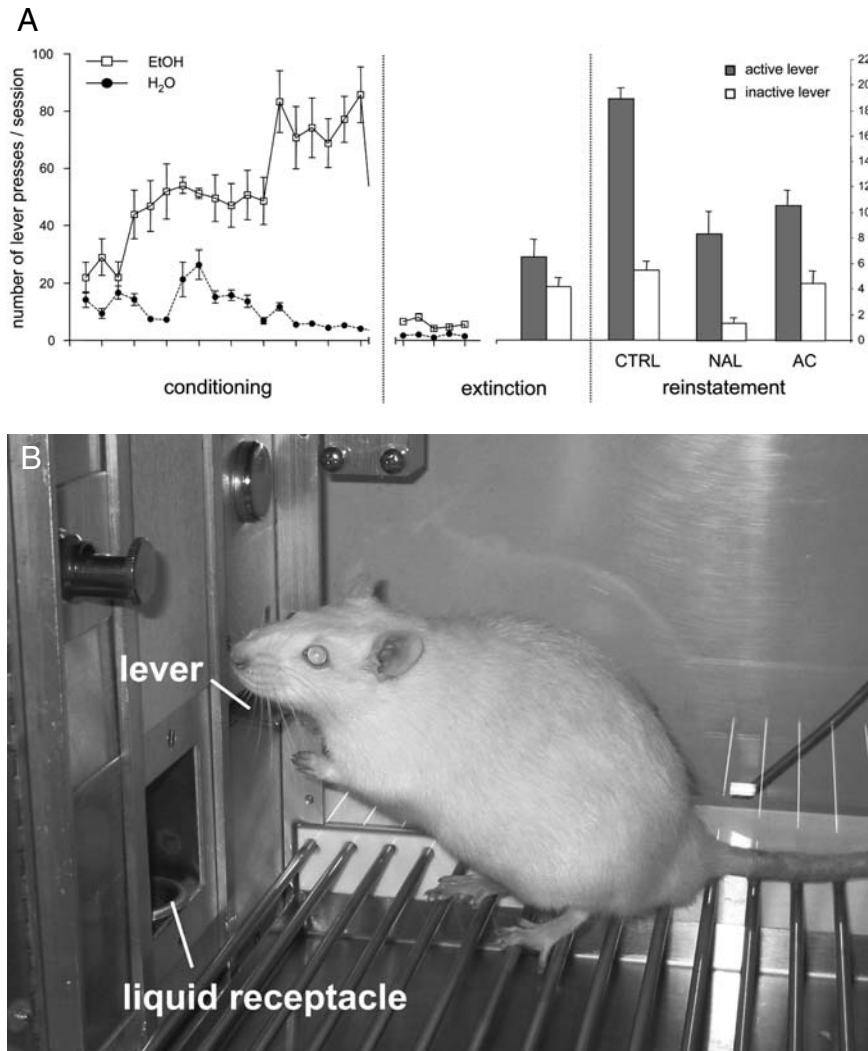 A
EtOH
H₂O
number of lever presses / session
100
80
60
40
20
0
conditioning
extinction
active lever
inactive lever
22
20
18
16
14
12
10
8
6
4
2
0
CTRL NAL AC
reinstatement
B
lever
liquid receptacle